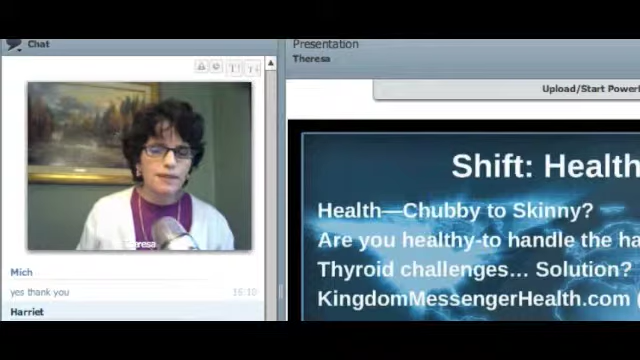 Chat
Theresa
Mich
yes thank you 15:10
Harriet
Presentation
Theresa
Upload/Start Power
Shift: Health
Health—Chubby to Skinny?
Are you healthy-to handle the ha
Thyroid challenges... Solution?
KingdomMessengerHealth.com (